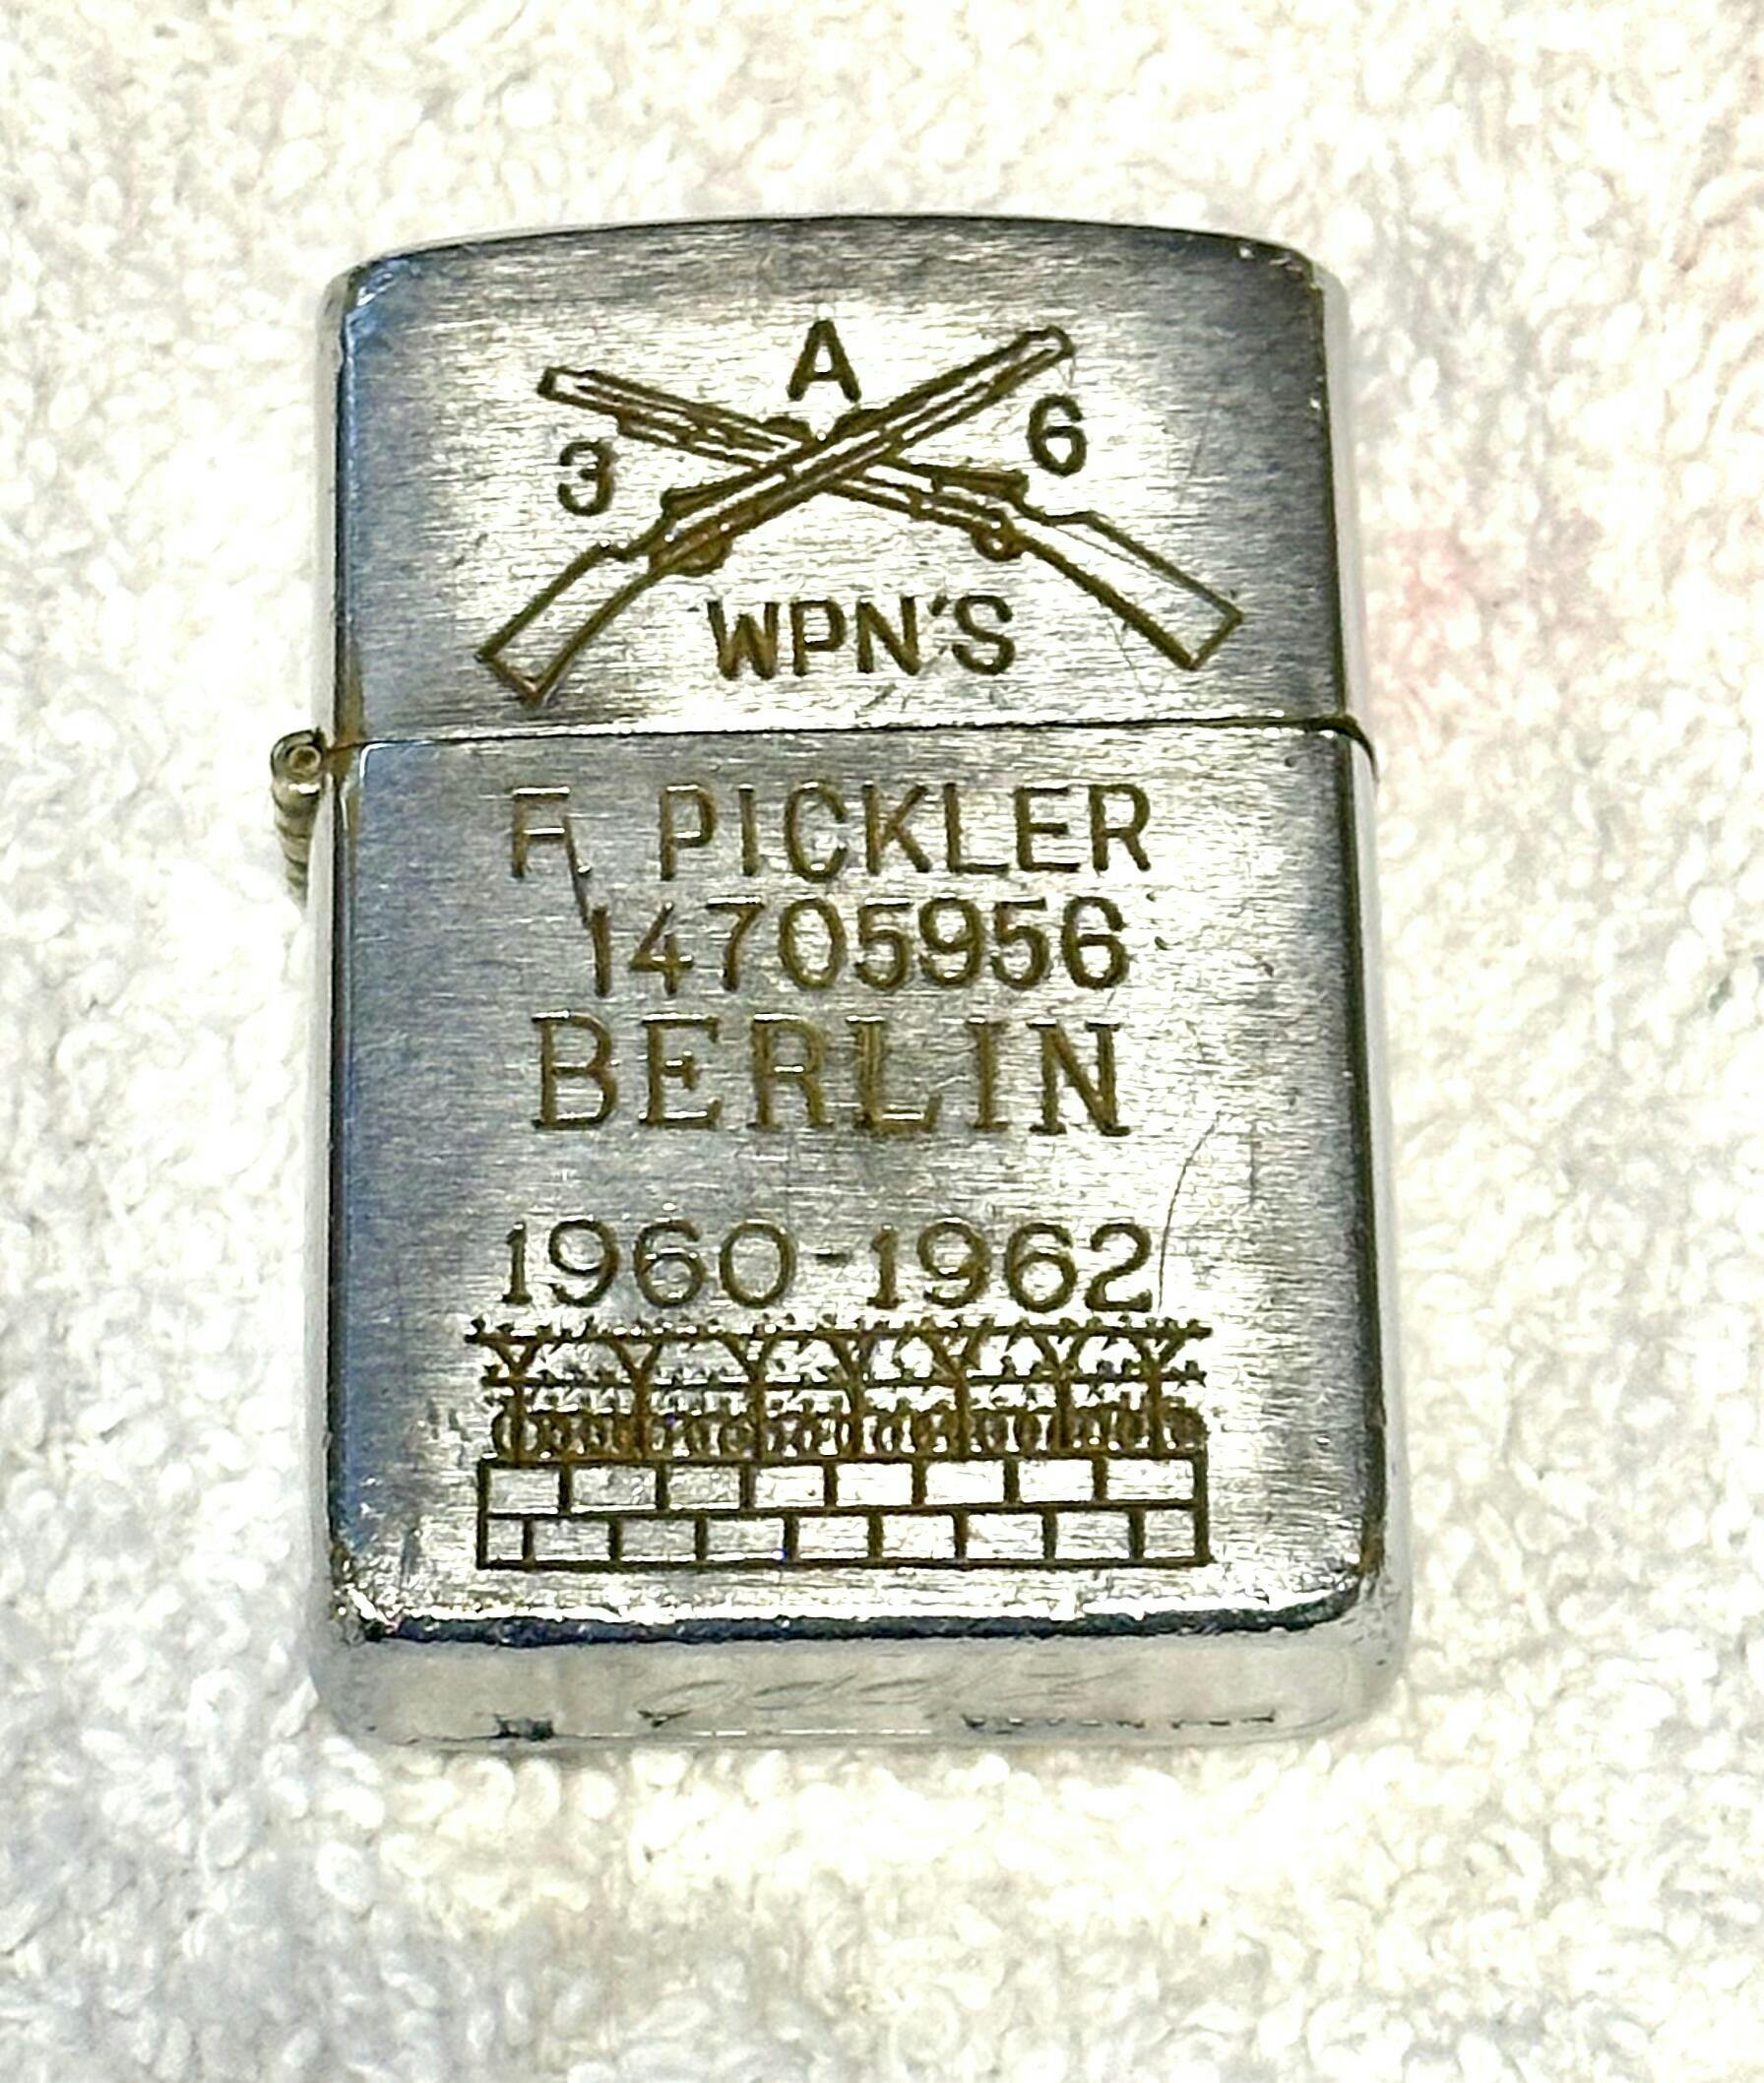 A
3 6
WPN'S
F. PICKLER
14705956
BERLIN
1960-1962